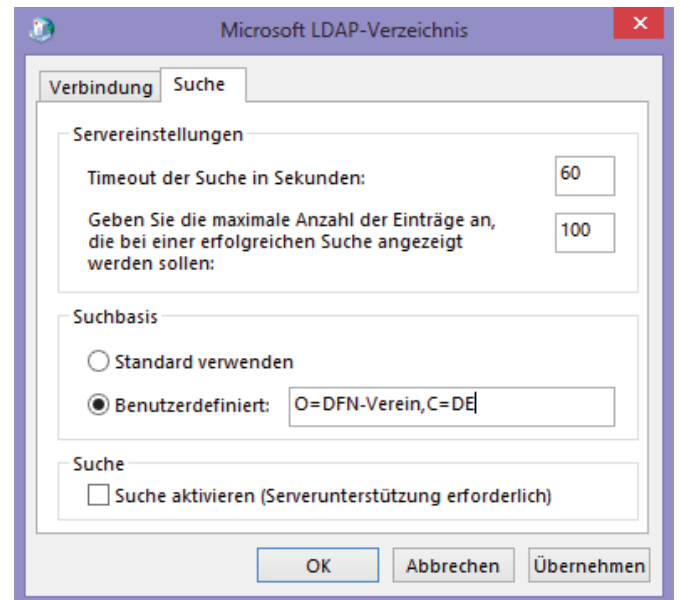 Microsoft LDAP-Verzeichnis
Verbindung
Suche
Servereinstellungen
Timeout der Suche in Sekunden:
60
Geben Sie die maximale Anzahl der Einträge an,
die bei einer erfolgreichen Suche angezeigt
werden sollen:
100
Suchbasis
Standard verwenden
Benutzerdefiniert:
O=DFN-Verein,C=DE
Suche
Suche aktivieren (Serverunterstützung erforderlich)
OK
Abbrechen
Übernehmen